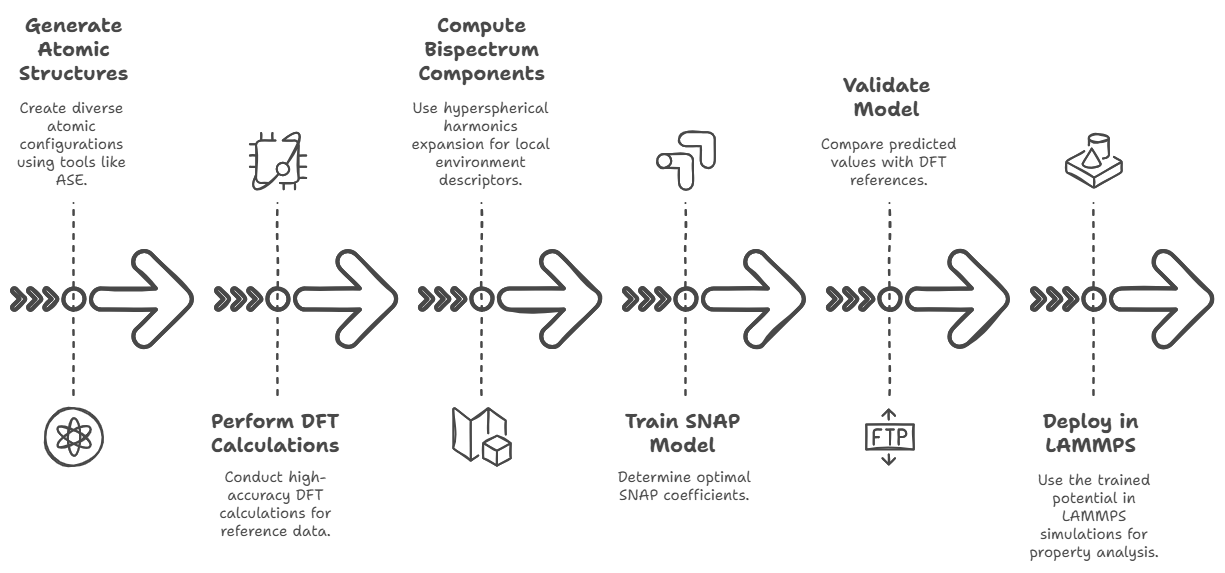 Generate
Atomic
Structures
Create diverse
atomic
configurations
using tools like
ASE.
Perform DFT
Calculations
Conduct high-
accuracy DFT
calculations for
reference data.
Compute
Bispectrum
Components
Use hyperspherical
harmonics
expansion for local
environment
descriptors.
Train SNAP
Model
Determine optimal
SNAP coefficients.
Validate
Model
Compare predicted
values with DFT
references.
FTP
Deploy in
LAMMPS
Use the trained
potential in
LAMMPS
simulations for
property analysis.